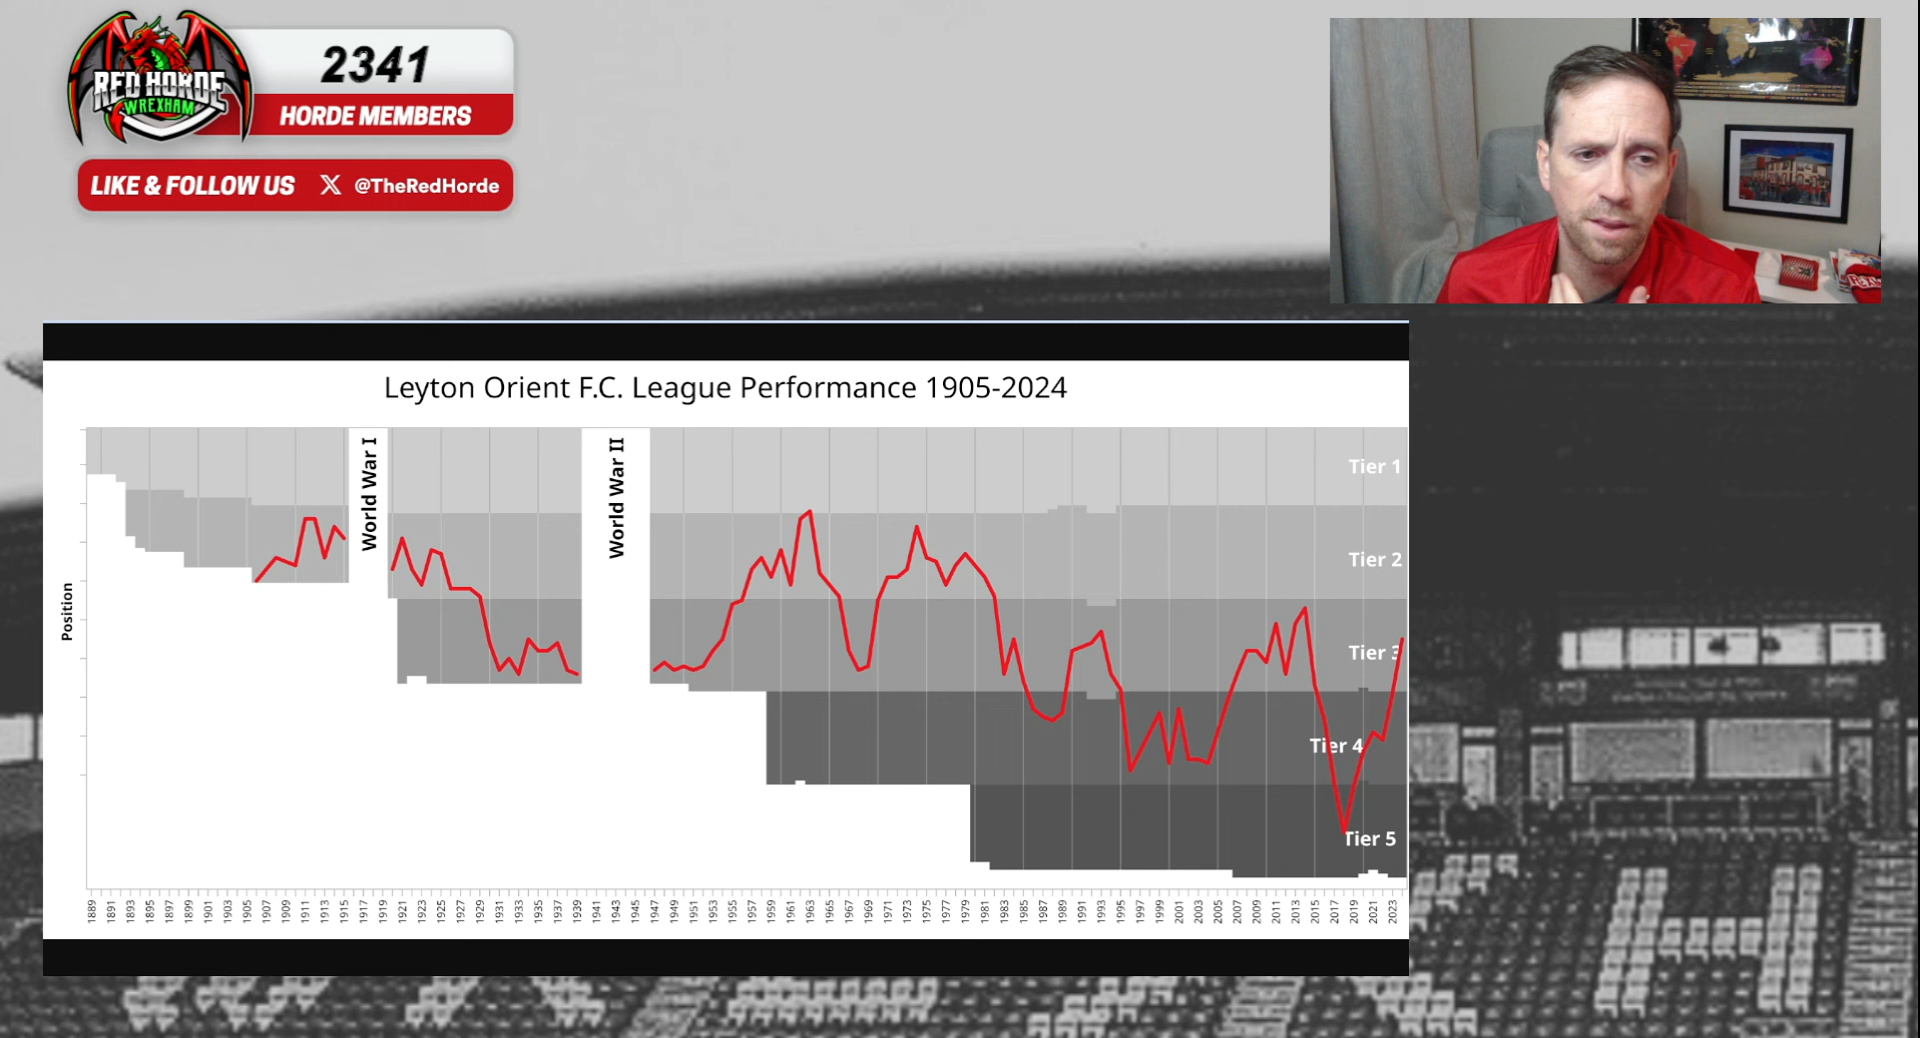 RED HORDE
WREXHAM
2341
HORDE MEMBERS
LIKE & FOLLOW US X @TheRedHorde
Leyton Orient F.C. League Performance 1905-2024
World War I
World War II
Tier 1
Tier 2
Tier 3
Tier 4
Tier 5
Position
1889 1891 1893 1895 1897 1899 1901 1903 1905 1907 1909 1911 1913 1915 1917 1919 1921 1923 1925 1927 1929 1931 1933 1935 1937 1939 1941 1943 1945 1947 1949 1951 1953 1955 1957 1959 1961 1963 1965 1967 1969 1971 1973 1975 1977 1979 1981 1983 1985 1987 1989 1991 1993 1995 1997 1999 2001 2003 2005 2007 2009 2011 2013 2015 2017 2019 2021 2023